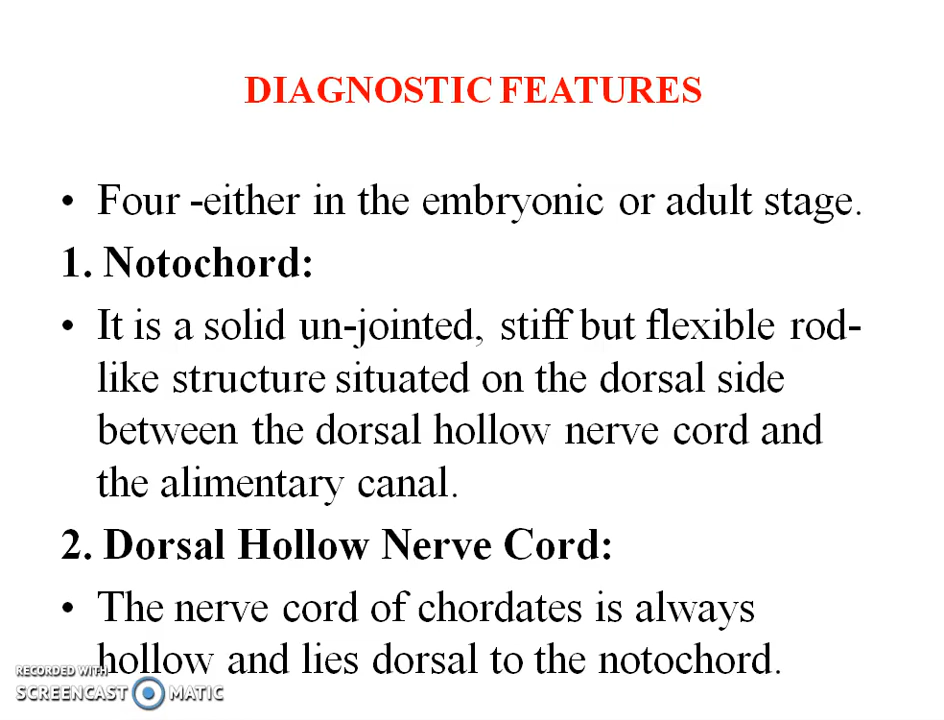 DIAGNOSTIC FEATURES
• Four -either in the embryonic or adult stage.
1. Notochord:
• It is a solid un-jointed, stiff but flexible rod-
like structure situated on the dorsal side
between the dorsal hollow nerve cord and
the alimentary canal.
2. Dorsal Hollow Nerve Cord:
• The nerve cord of chordates is always
hollow and lies dorsal to the notochord.
RECORDED WITH
SCREENCAST MATIC